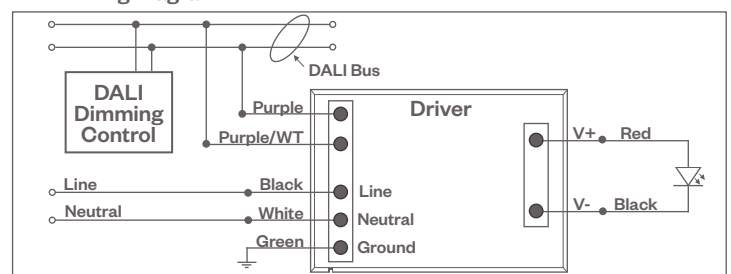 DALI Bus
DALI
Dimming
Control
Driver
Purple
Purple/WT
V+ Red
Line Black Line
Neutral White Neutral
V- Black
Green Ground